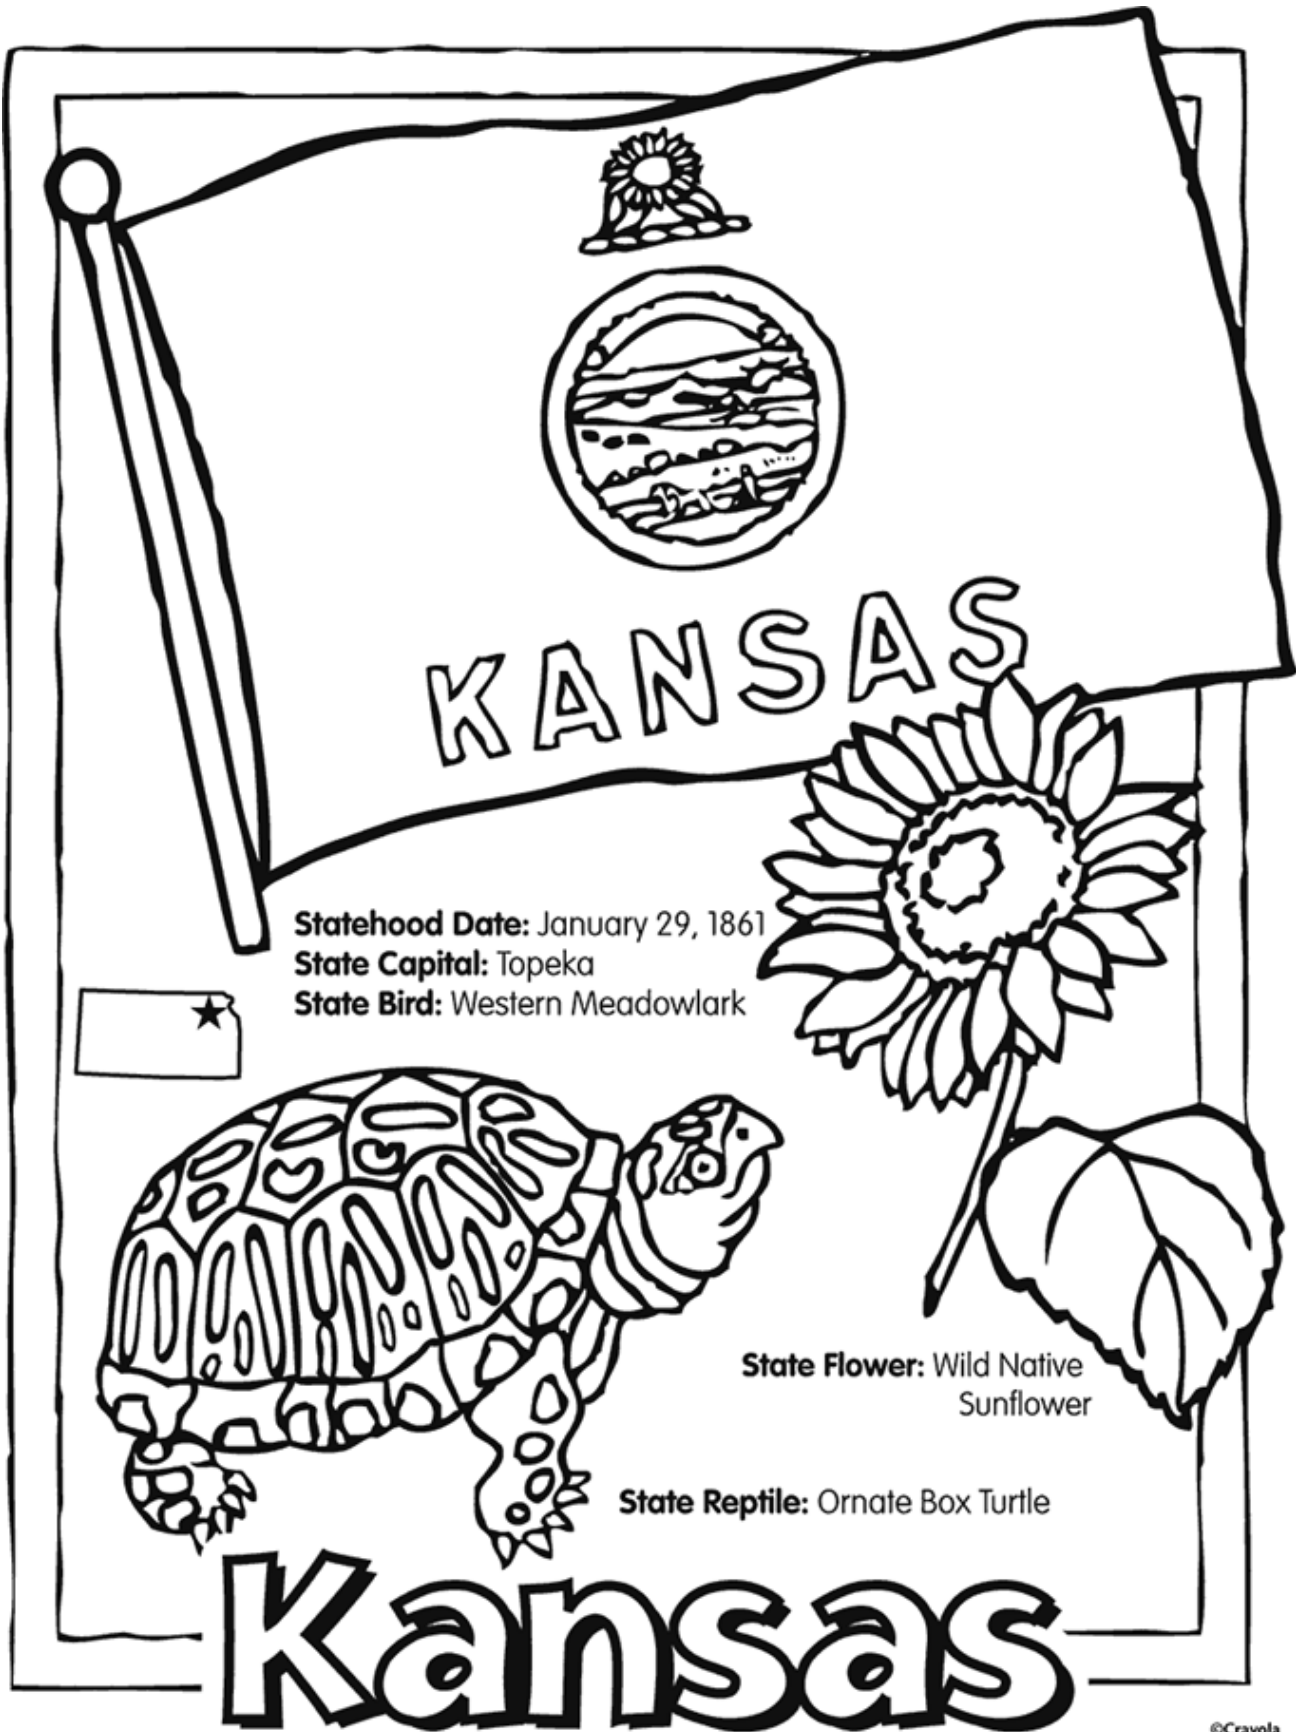 KANSAS
Statehood Date: January 29, 1861
State Capital: Topeka
State Bird: Western Meadowlark
State Flower: Wild Native
Sunflower
State Reptile: Ornate Box Turtle
Kansas
©Crayola